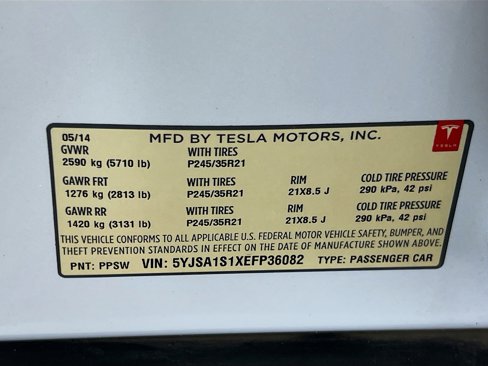 05/14 MFD BY TESLA MOTORS, INC.
TESLA
GVWR WITH TIRES
2590 kg (5710 lb) P245/35R21
GAWR FRT WITH TIRES RIM COLD TIRE PRESSURE
1276 kg (2813 lb) P245/35R21 21X8.5 J 290 kPa, 42 psi
GAWR RR WITH TIRES RIM COLD TIRE PRESSURE
1420 kg (3131 lb) P245/35R21 21X8.5 J 290 kPa, 42 psi
THIS VEHICLE CONFORMS TO ALL APPLICABLE U.S. FEDERAL MOTOR VEHICLE SAFETY, BUMPER, AND
THEFT PREVENTION STANDARDS IN EFFECT ON THE DATE OF MANUFACTURE SHOWN ABOVE.
PNT: PPSW VIN: 5YJSA1S1XEFP36082 TYPE: PASSENGER CAR